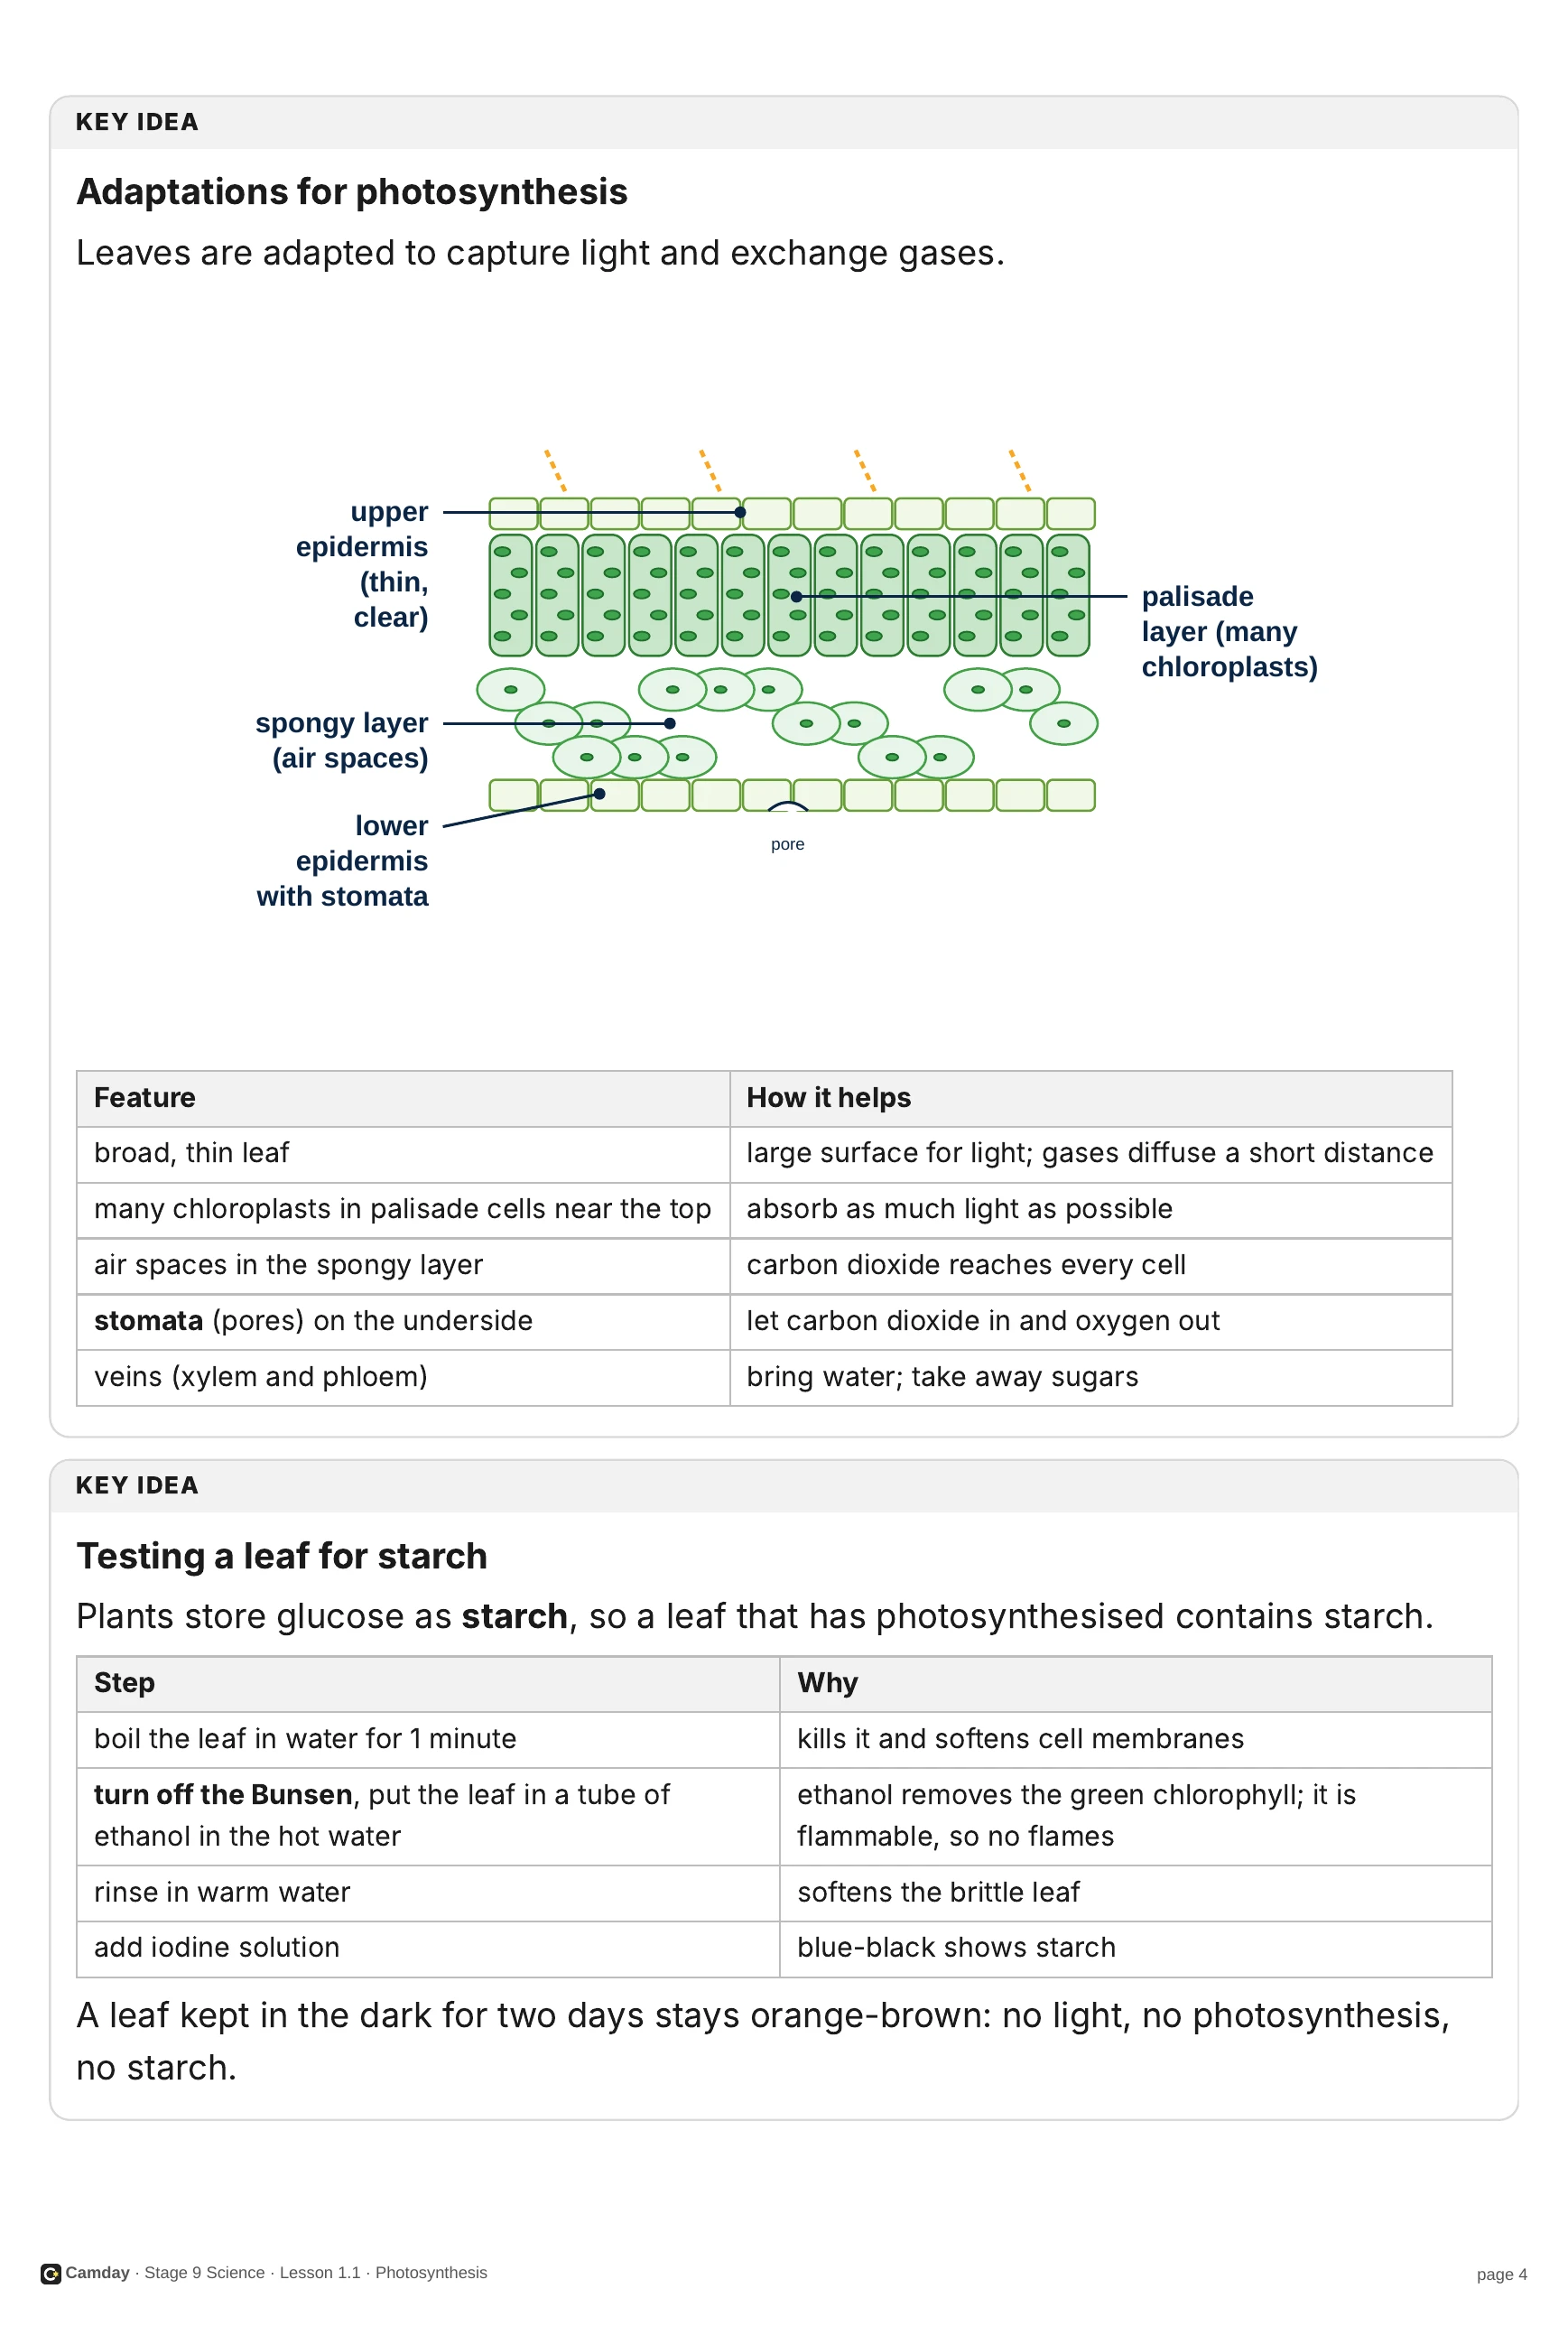 KEY IDEA
Adaptations for photosynthesis
Leaves are adapted to capture light and exchange gases.
upper
epidermis
(thin,
clear)
palisade
layer (many
chloroplasts)
spongy layer
(air spaces)
lower
epidermis
with stomata
pore
Feature How it helps
broad, thin leaf large surface for light; gases diffuse a short distance
many chloroplasts in palisade cells near the top absorb as much light as possible
air spaces in the spongy layer carbon dioxide reaches every cell
stomata (pores) on the underside let carbon dioxide in and oxygen out
veins (xylem and phloem) bring water; take away sugars
KEY IDEA
Testing a leaf for starch
Plants store glucose as starch, so a leaf that has photosynthesised contains starch.
Step Why
boil the leaf in water for 1 minute kills it and softens cell membranes
turn off the Bunsen, put the leaf in a tube of
ethanol in the hot water
ethanol removes the green chlorophyll; it is
flammable, so no flames
rinse in warm water softens the brittle leaf
add iodine solution blue-black shows starch
A leaf kept in the dark for two days stays orange-brown: no light, no photosynthesis,
no starch.
Camday · Stage 9 Science · Lesson 1.1 · Photosynthesis page 4